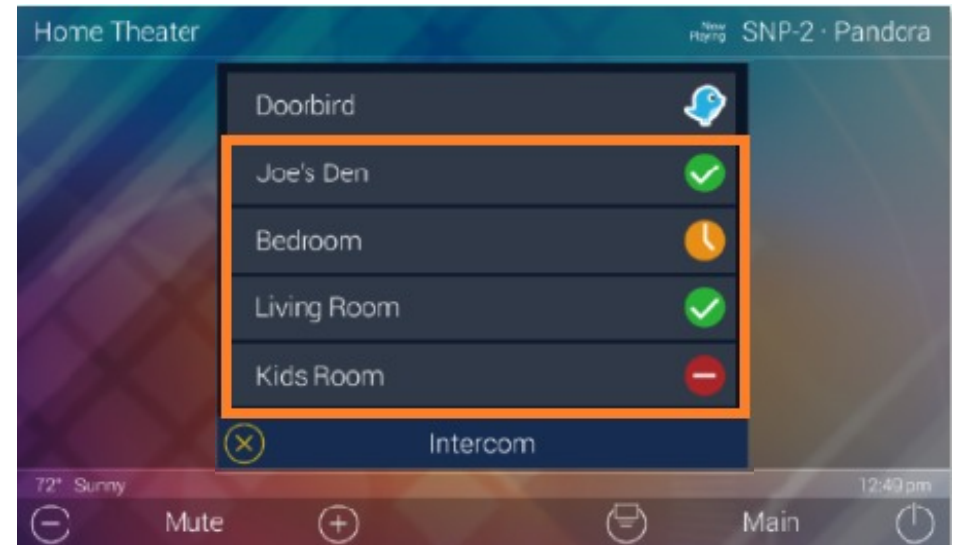 Home Theater
Now Playing SNP-2 · Pandora
Doorbird
Joe's Den
Bedroom
Living Room
Kids Room
Intercom
72° Sunny
12:49 pm
Mute
Main